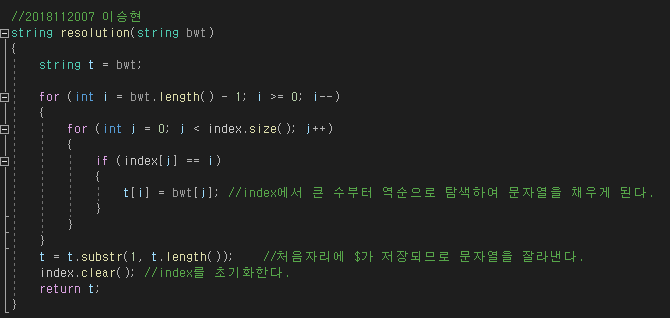 //2018112007 이승현
string resolution(string bwt)
{
string t = bwt;
for (int i = bwt.length() - 1; i >= 0; i--)
{
for (int j = 0; j < index.size(); j++)
{
if (index[j] == i)
{
t[i] = bwt[j]; //index에서 큰 수부터 역순으로 탐색하여 문자열을 채우게 된다.
}
}
}
t = t.substr(1, t.length()); //처음자리에 $가 저장되므로 문자열을 잘라낸다.
index.clear(); //index를 초기화한다.
return t;
}